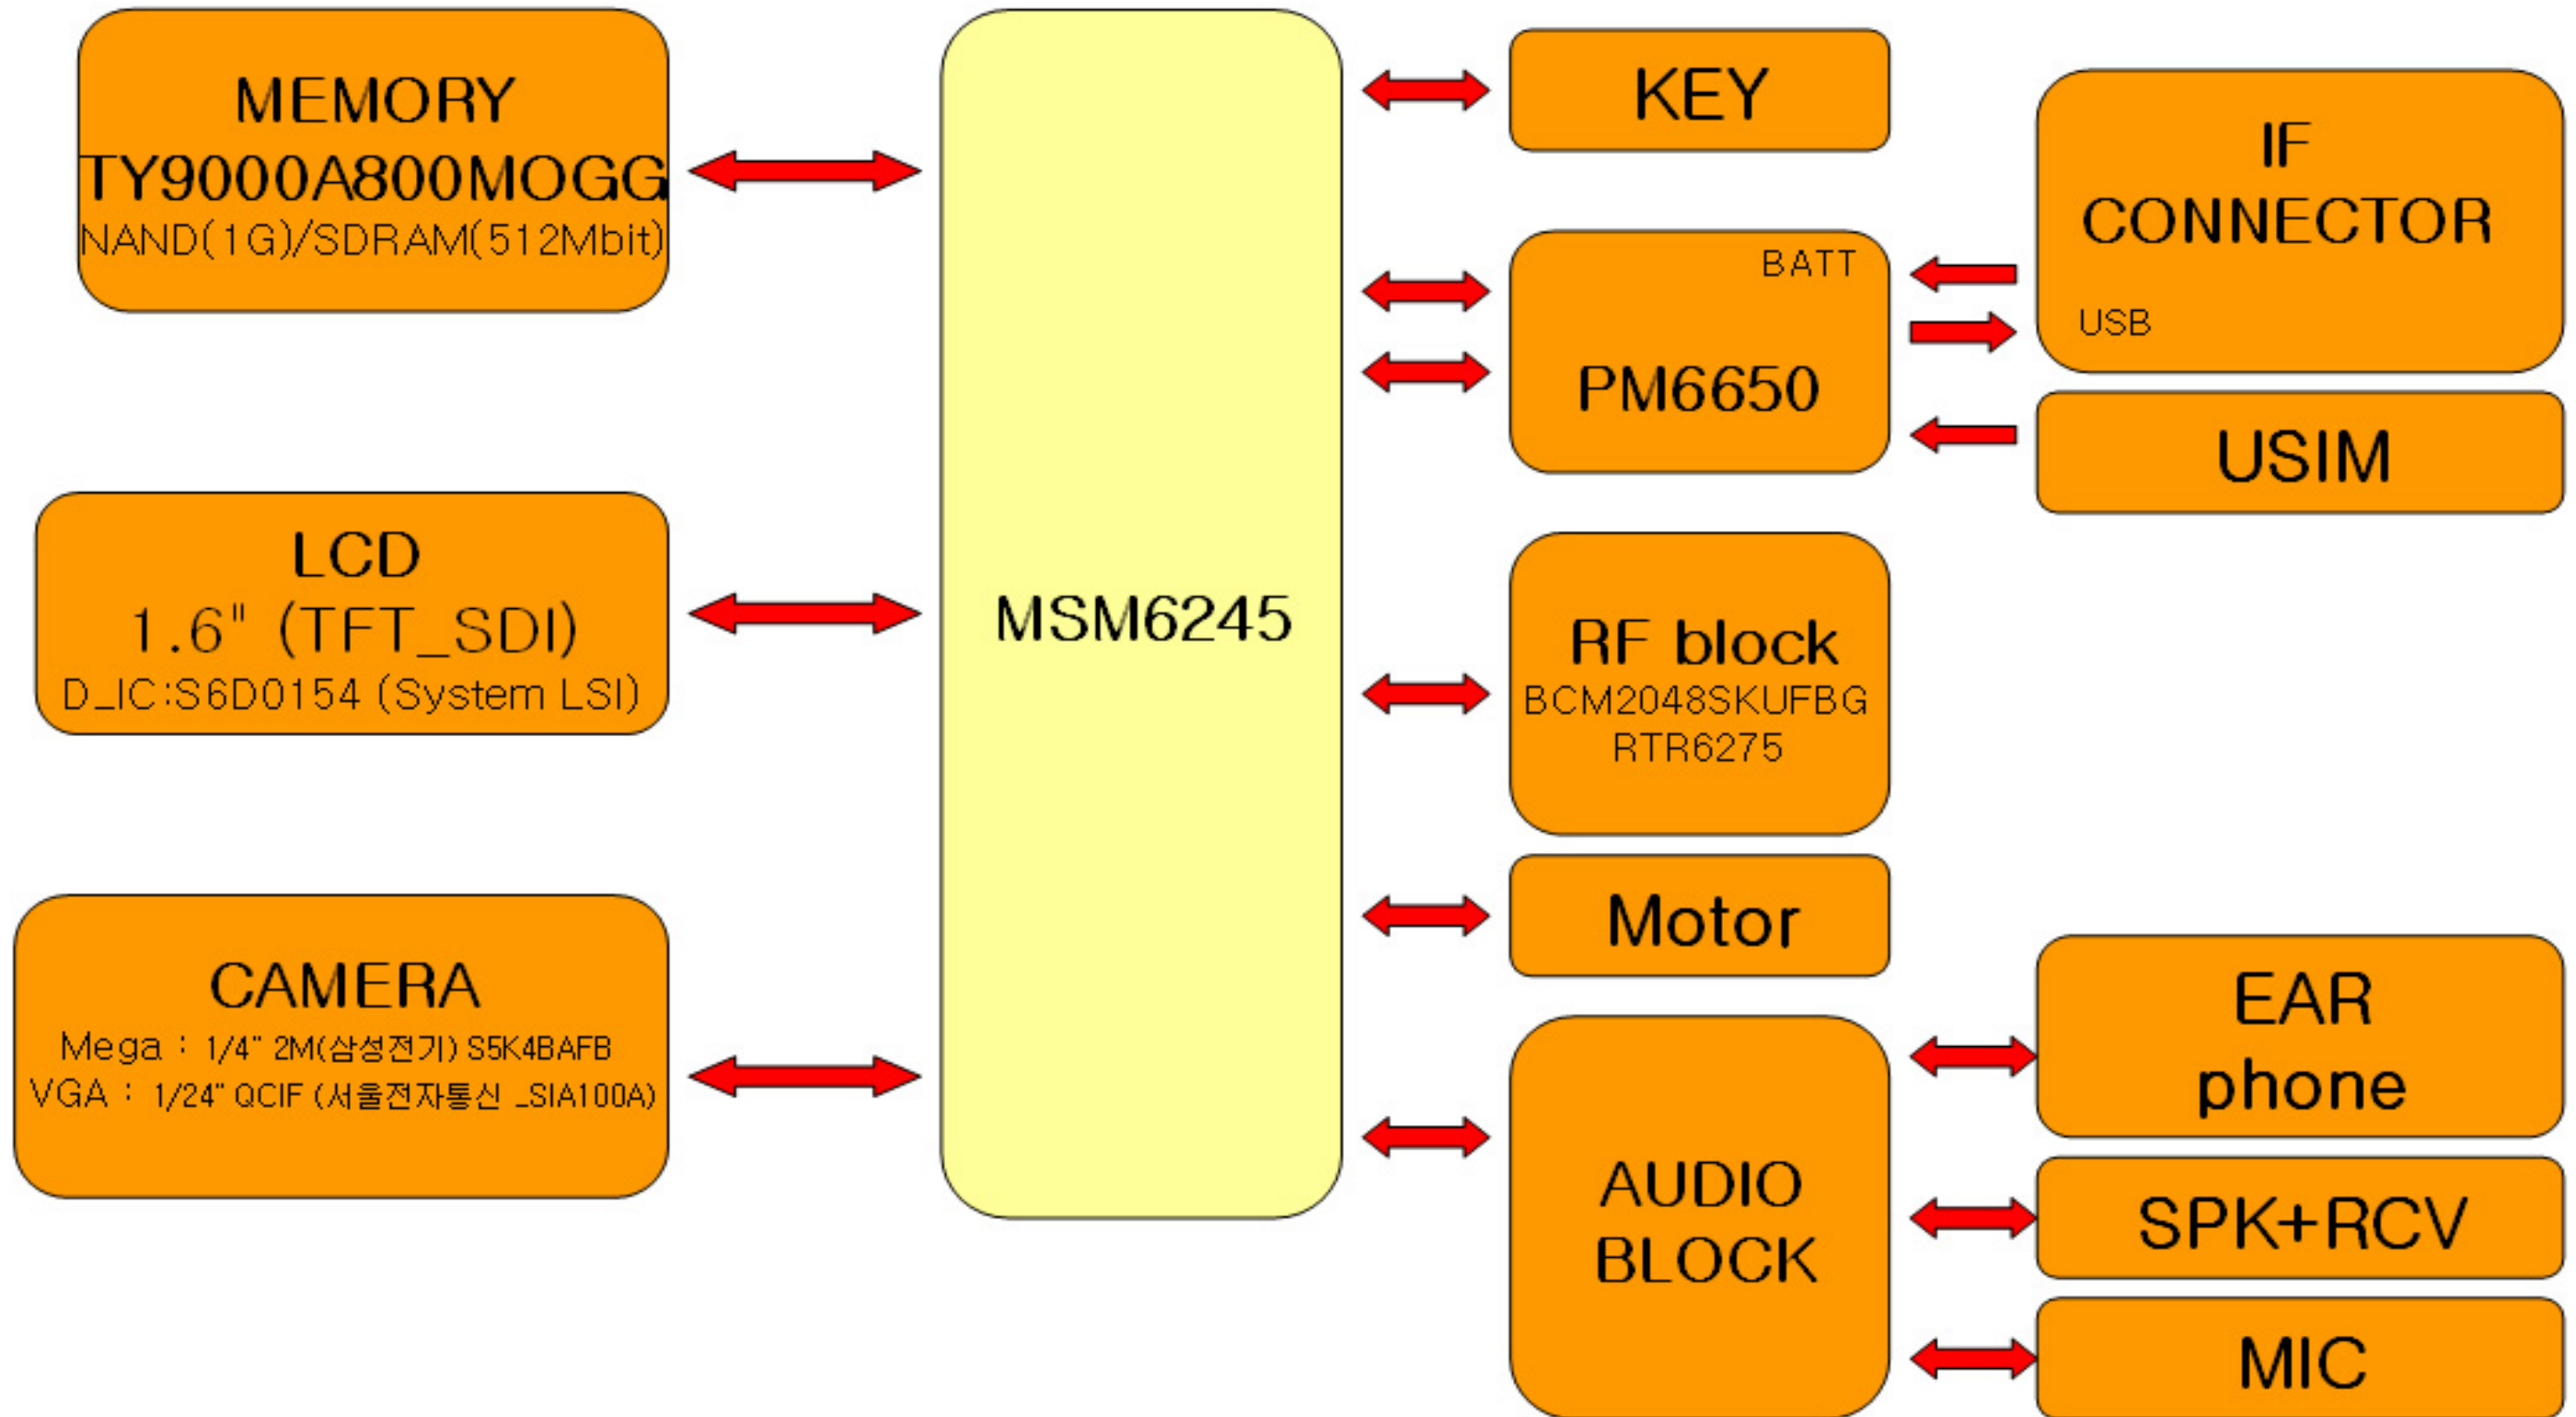 MEMORY
TY9000A800MOGG
NAND(1G)/SDRAM(512Mbit)
LCD
1.6" (TFT_SDI)
D_IC:S6D0154 (System LSI)
CAMERA
Mega : 1/4" 2M(삼성전기) S5K4BAFB
VGA : 1/24" QCIF (서울전자통신 _SIA100A)
MSM6245
KEY
BATT
PM6650
RF block
BCM2048SKUFBG
RTR6275
Motor
AUDIO
BLOCK
IF
CONNECTOR
USB
USIM
EAR
phone
SPK+RCV
MIC